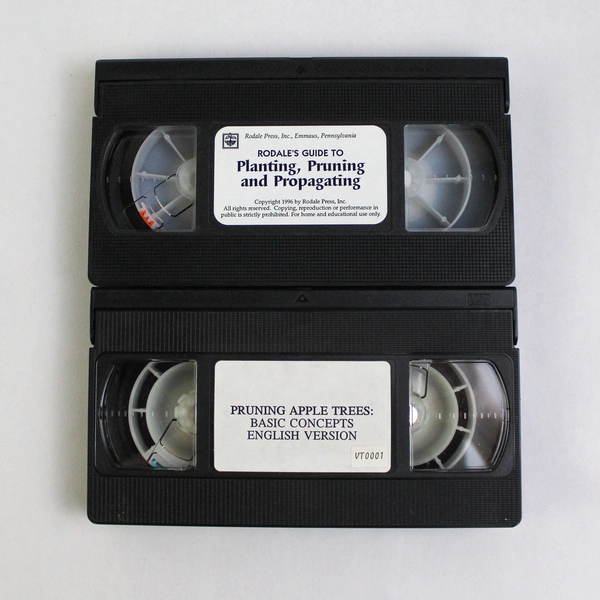 Rodale Press, Inc., Emmaus, Pennsylvania
RODALE'S GUIDE TO
Planting, Pruning
and Propagating
Copyright 1996 by Rodale Press, Inc.
All rights reserved. Copying, reproduction or performance in
public is strictly prohibited. For home and educational use only.
PRUNING APPLE TREES:
BASIC CONCEPTS
ENGLISH VERSION
VT0001